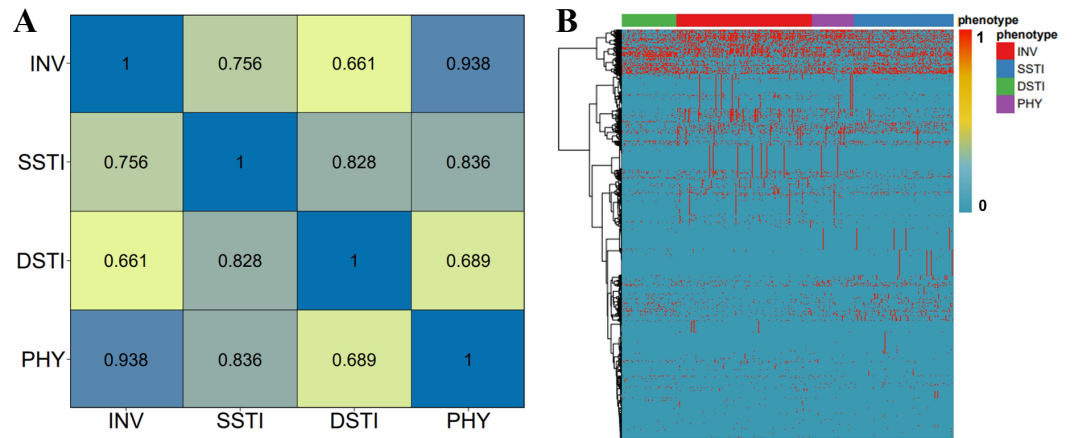 A
INV 1 0.756 0.661 0.938
SSTI 0.756 1 0.828 0.836
DSTI 0.661 0.828 1 0.689
PHY 0.938 0.836 0.689 1
INV SSTI DSTI PHY
B
phenotype
1
0
phenotype
INV
SSTI
DSTI
PHY